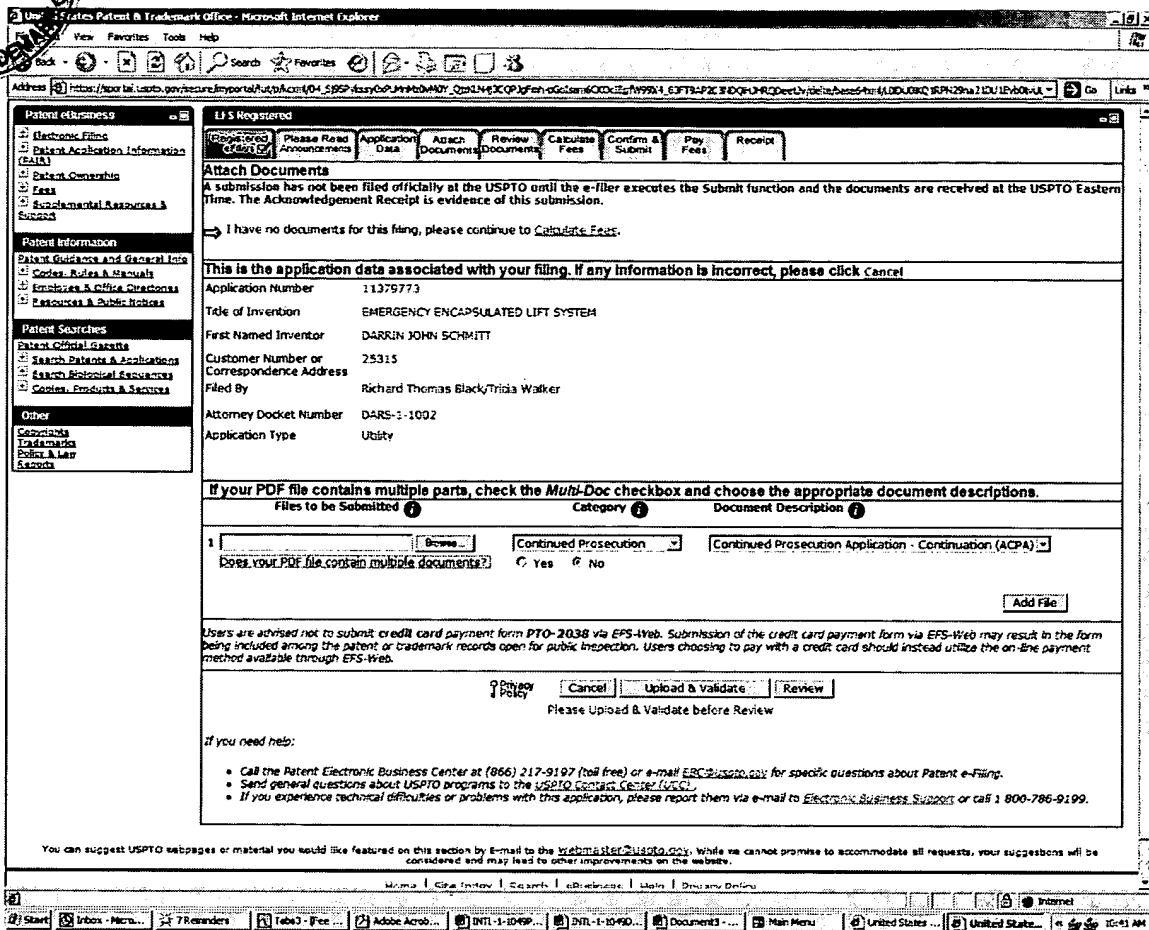 United States Patent & Trademark Office - Microsoft Internet Explorer
View Favorites Tools Help
Back Search Favorites
Address Go Links
Patent eBusiness
Electronic Filing
Patent Application Information (PAIR)
Patent Ownership
Fees
Supplemental Resources & Support
Patent Information
Patent Guidance and General Info
Codes, Rules & Manuals
Employee & Office Directories
Resources & Public Notices
Patent Searches
Patent Official Gazette
Search Patents & Applications
Search Biological Sequences
Copies, Products & Services
Other
Copyrights
Trademarks
Policy & Law
Reports
EFS Registered
Registered eFilers
Please Read Announcements
Application Data
Attach Documents
Review Documents
Calculate Fees
Confirm & Submit
Pay Fees
Receipt
Attach Documents
A submission has not been filed officially at the USPTO until the e-filer executes the Submit function and the documents are received at the USPTO Eastern
Time. The Acknowledgement Receipt is evidence of this submission.
⇒ I have no documents for this filing, please continue to Calculate Fees.
This is the application data associated with your filing. If any information is incorrect, please click Cancel
Application Number 11379773
Title of Invention EMERGENCY ENCAPSULATED LIFT SYSTEM
First Named Inventor DARRIN JOHN SCHMITT
Customer Number or Correspondence Address 25315
Filed By Richard Thomas Black/Tricia Walker
Attorney Docket Number DARS-1-1002
Application Type Utility
If your PDF file contains multiple parts, check the Multi-Doc checkbox and choose the appropriate document descriptions.
Files to be Submitted Category Document Description
1 Browse... Continued Prosecution Continued Prosecution Application - Continuation (ACPA)
Does your PDF file contain multiple documents? Yes No
Add File
Users are advised not to submit credit card payment form PTO-2038 via EFS-Web. Submission of the credit card payment form via EFS-Web may result in the form
being included among the patent or trademark records open for public inspection. Users choosing to pay with a credit card should instead utilize the on-line payment
method available through EFS-Web.
Privacy Policy Cancel Upload & Validate Review
Please Upload & Validate before Review
If you need help:
• Call the Patent Electronic Business Center at (866) 217-9197 (toll free) or e-mail EBC@uspto.gov for specific questions about Patent e-Filing.
• Send general questions about USPTO programs to the USPTO Contact Center (UCC).
• If you experience technical difficulties or problems with this application, please report them via e-mail to Electronic Business Support or call 1 800-786-9199.
You can suggest USPTO webpages or material you would like featured on this section by E-mail to the webmaster@uspto.gov. While we cannot promise to accommodate all requests, your suggestions will be
considered and may lead to other improvements on the website.
Home | Site Index | Search | eBusiness | Help | Privacy Policy
Internet
Start Inbox - Micro... 7 Reminders Adobe Acrob... Document3 - ... Main Menu United States ... United State... 10:41 AM